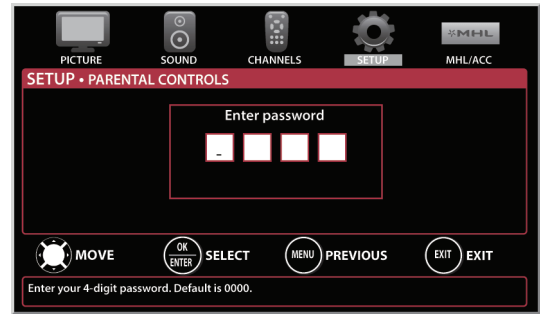 MHL
PICTURE SOUND CHANNELS SETUP MHL/ACC
SETUP • PARENTAL CONTROLS
Enter password
-
MOVE OK ENTER SELECT MENU PREVIOUS EXIT EXIT
Enter your 4-digit password. Default is 0000.